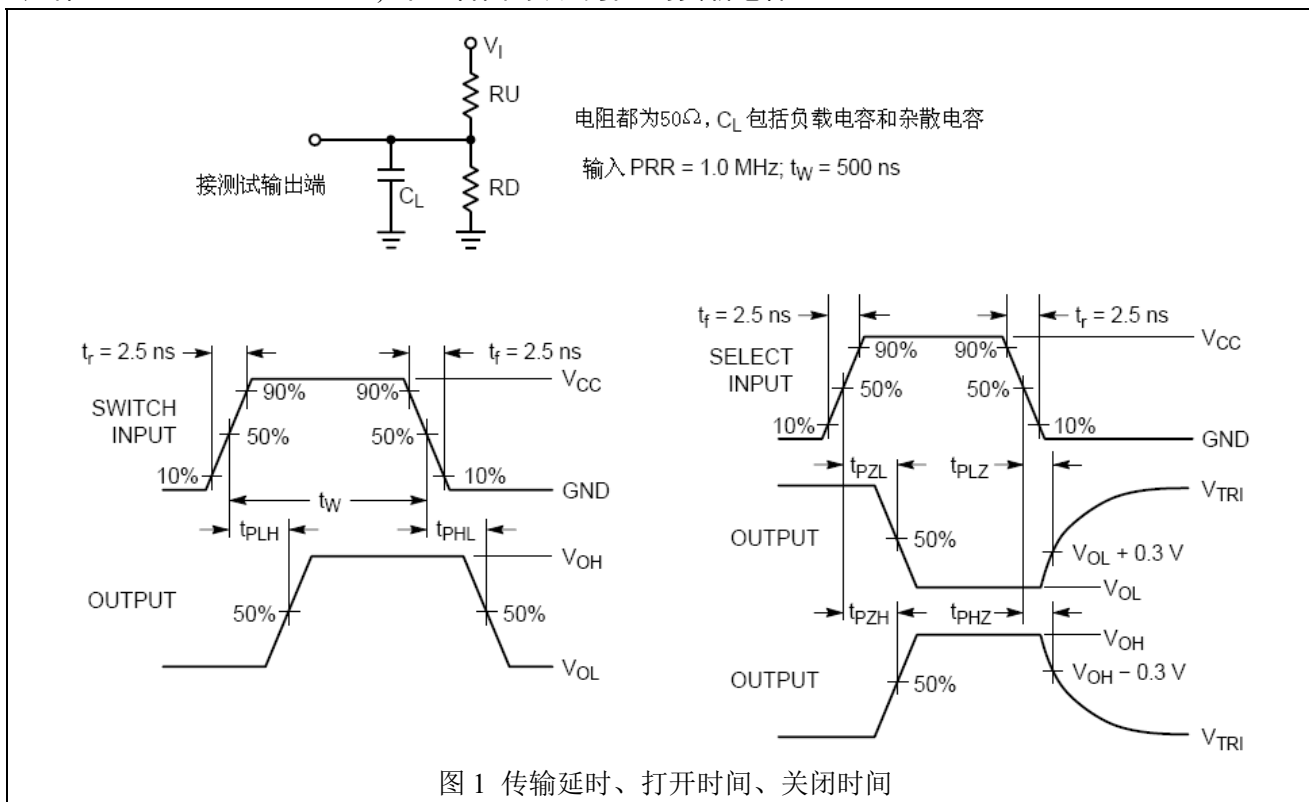 V_I
RU
电阻都为50Ω, C_L 包括负载电容和杂散电容
接测试输出端
C_L
RD
输入 PRR = 1.0 MHz; t_W = 500 ns
t_r = 2.5 ns
t_f = 2.5 ns
V_CC
SWITCH
INPUT
90%
90%
50%
50%
10%
10%
GND
t_W
t_PLH
t_PHL
V_OH
OUTPUT
50%
50%
V_OL
t_f = 2.5 ns
t_r = 2.5 ns
V_CC
SELECT
INPUT
90%
90%
50%
50%
10%
10%
GND
t_PZL
t_PLZ
V_TRI
OUTPUT
50%
V_OL + 0.3 V
V_OL
t_PZH
t_PHZ
V_OH
OUTPUT
50%
V_OH − 0.3 V
V_TRI
图 1 传输延时、打开时间、关闭时间